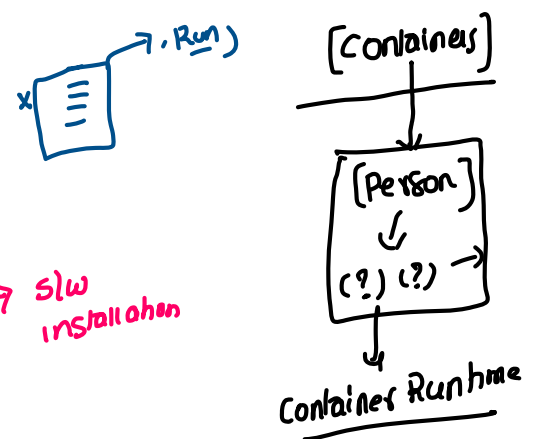 .Run)
[Containers]
x
[Person]
(?) (?)
s/w
installation
Container Runtime